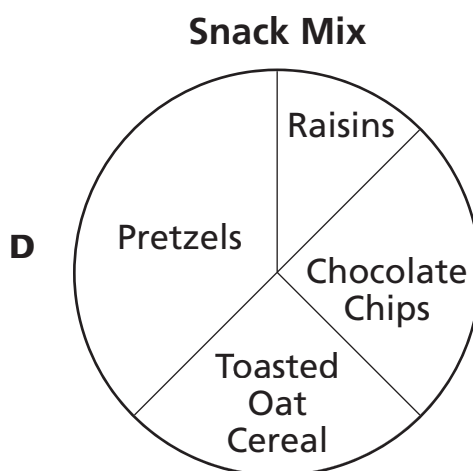 Snack Mix
Raisins
D
Pretzels
Chocolate
Chips
Toasted
Oat
Cereal